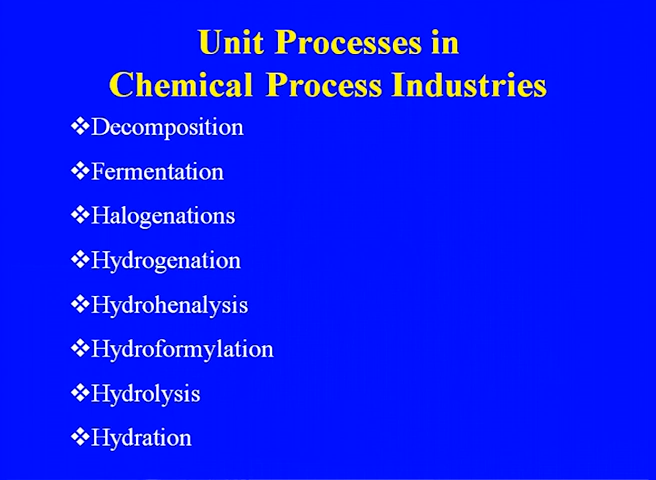 Unit Processes in
Chemical Process Industries
❖Decomposition
❖Fermentation
❖Halogenations
❖Hydrogenation
❖Hydrohenalysis
❖Hydroformylation
❖Hydrolysis
❖Hydration